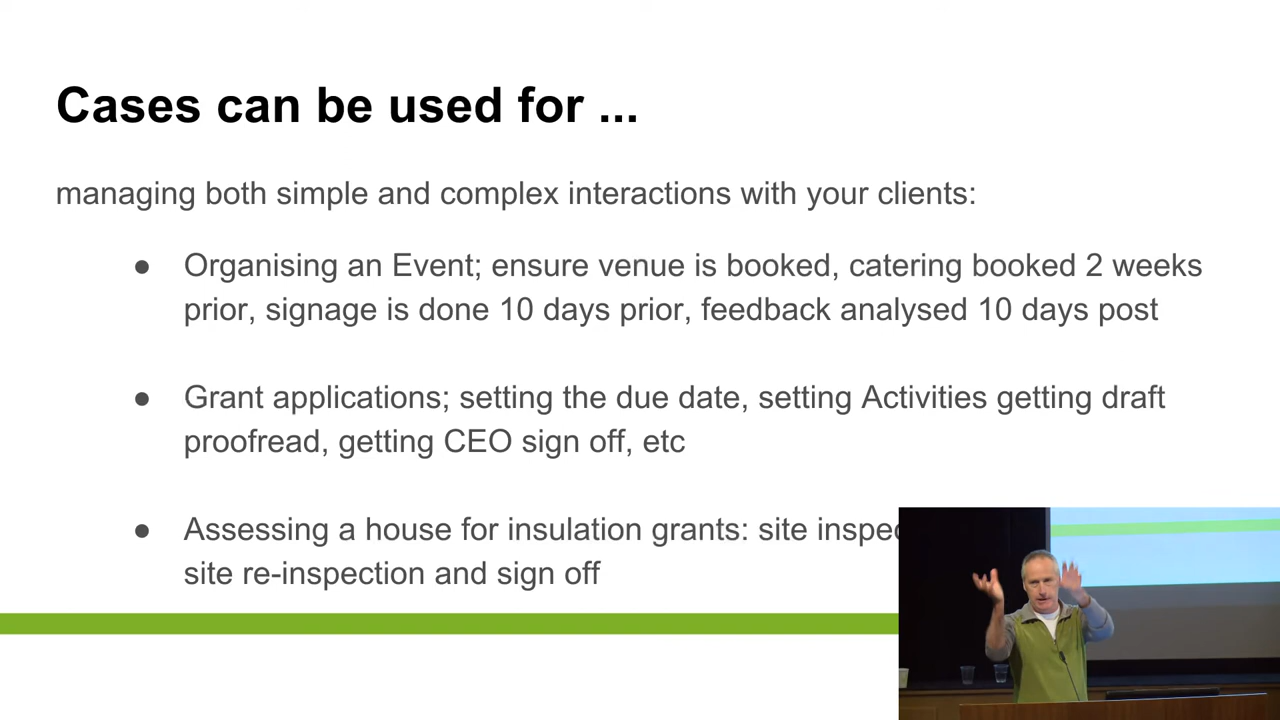 Cases can be used for ...
managing both simple and complex interactions with your clients:
● Organising an Event; ensure venue is booked, catering booked 2 weeks
prior, signage is done 10 days prior, feedback analysed 10 days post
● Grant applications; setting the due date, setting Activities getting draft
proofread, getting CEO sign off, etc
● Assessing a house for insulation grants: site
site re-inspection and sign off